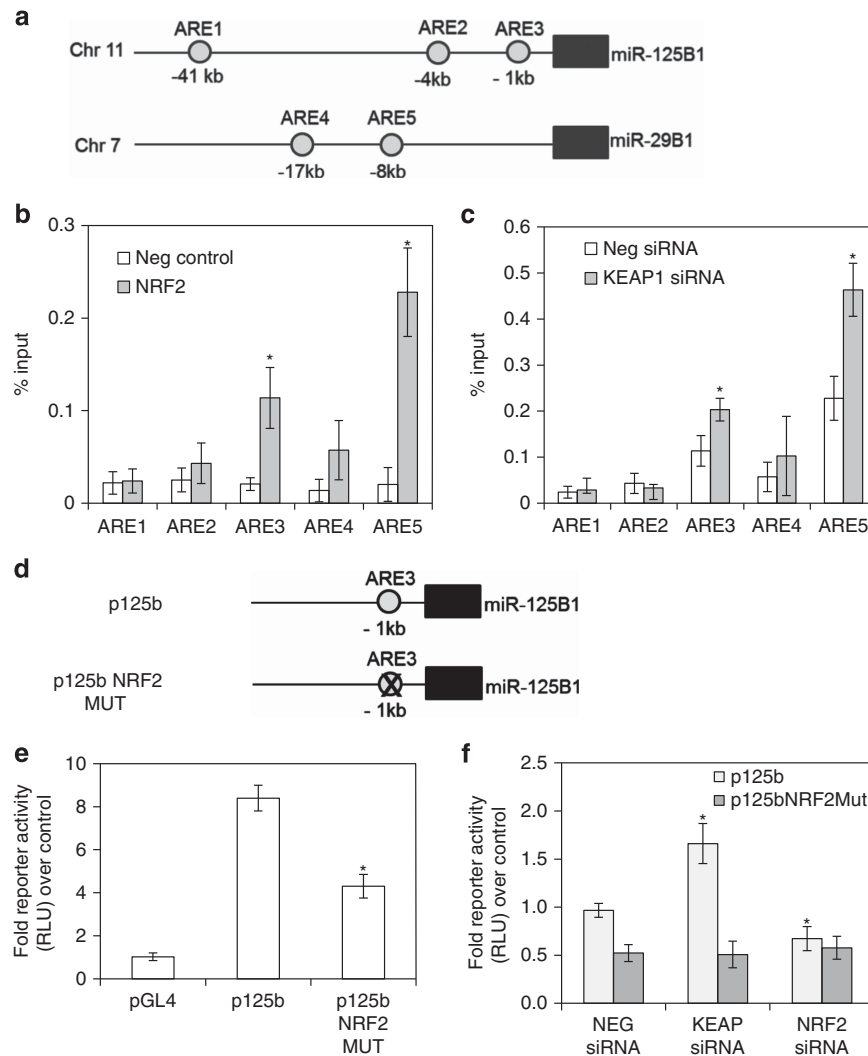 a
ARE1 ARE2 ARE3
Chr 11 miR-125B1
-41 kb -4kb - 1kb
ARE4 ARE5
Chr 7 miR-29B1
-17kb -8kb
b
% input
0.3
0.2
0.1
0
Neg control
NRF2
*
*
ARE1 ARE2 ARE3 ARE4 ARE5
c
% input
0.6
0.5
0.4
0.3
0.2
0.1
0
Neg siRNA
KEAP1 siRNA
*
*
ARE1 ARE2 ARE3 ARE4 ARE5
d
p125b
ARE3
miR-125B1
- 1kb
p125b NRF2
MUT
ARE3
X
miR-125B1
- 1kb
e
Fold reporter activity
(RLU) over control
10
8
6
4
2
0
*
pGL4 p125b p125b
NRF2
MUT
f
Fold reporter activity
(RLU) over control
2.5
2.0
1.5
1.0
0.5
0.0
p125b
p125bNRF2Mut
*
*
NEG KEAP NRF2
siRNA siRNA siRNA